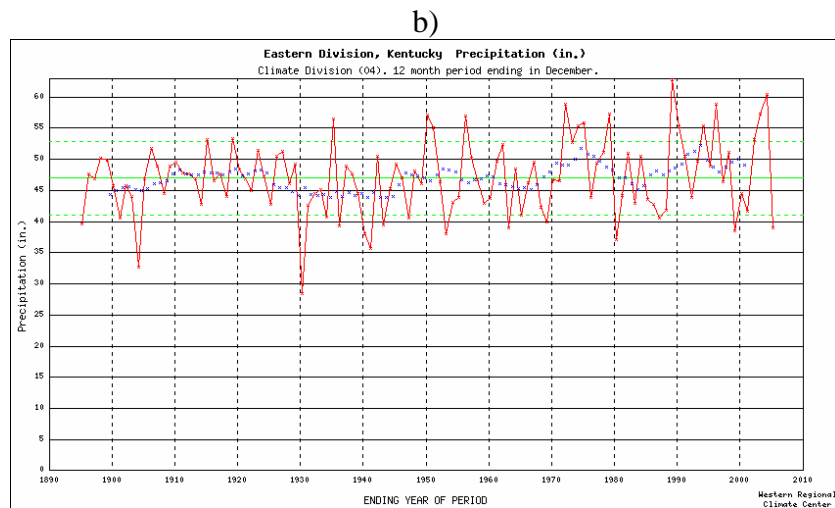 b)
Eastern Division, Kentucky Precipitation (in.)
Climate Division (04). 12 month period ending in December.
Precipitation (in.)
60
55
50
45
40
35
30
25
20
15
10
5
0
1890 1900 1910 1920 1930 1940 1950 1960 1970 1980 1990 2000 2010
ENDING YEAR OF PERIOD
Western Regional
Climate Center